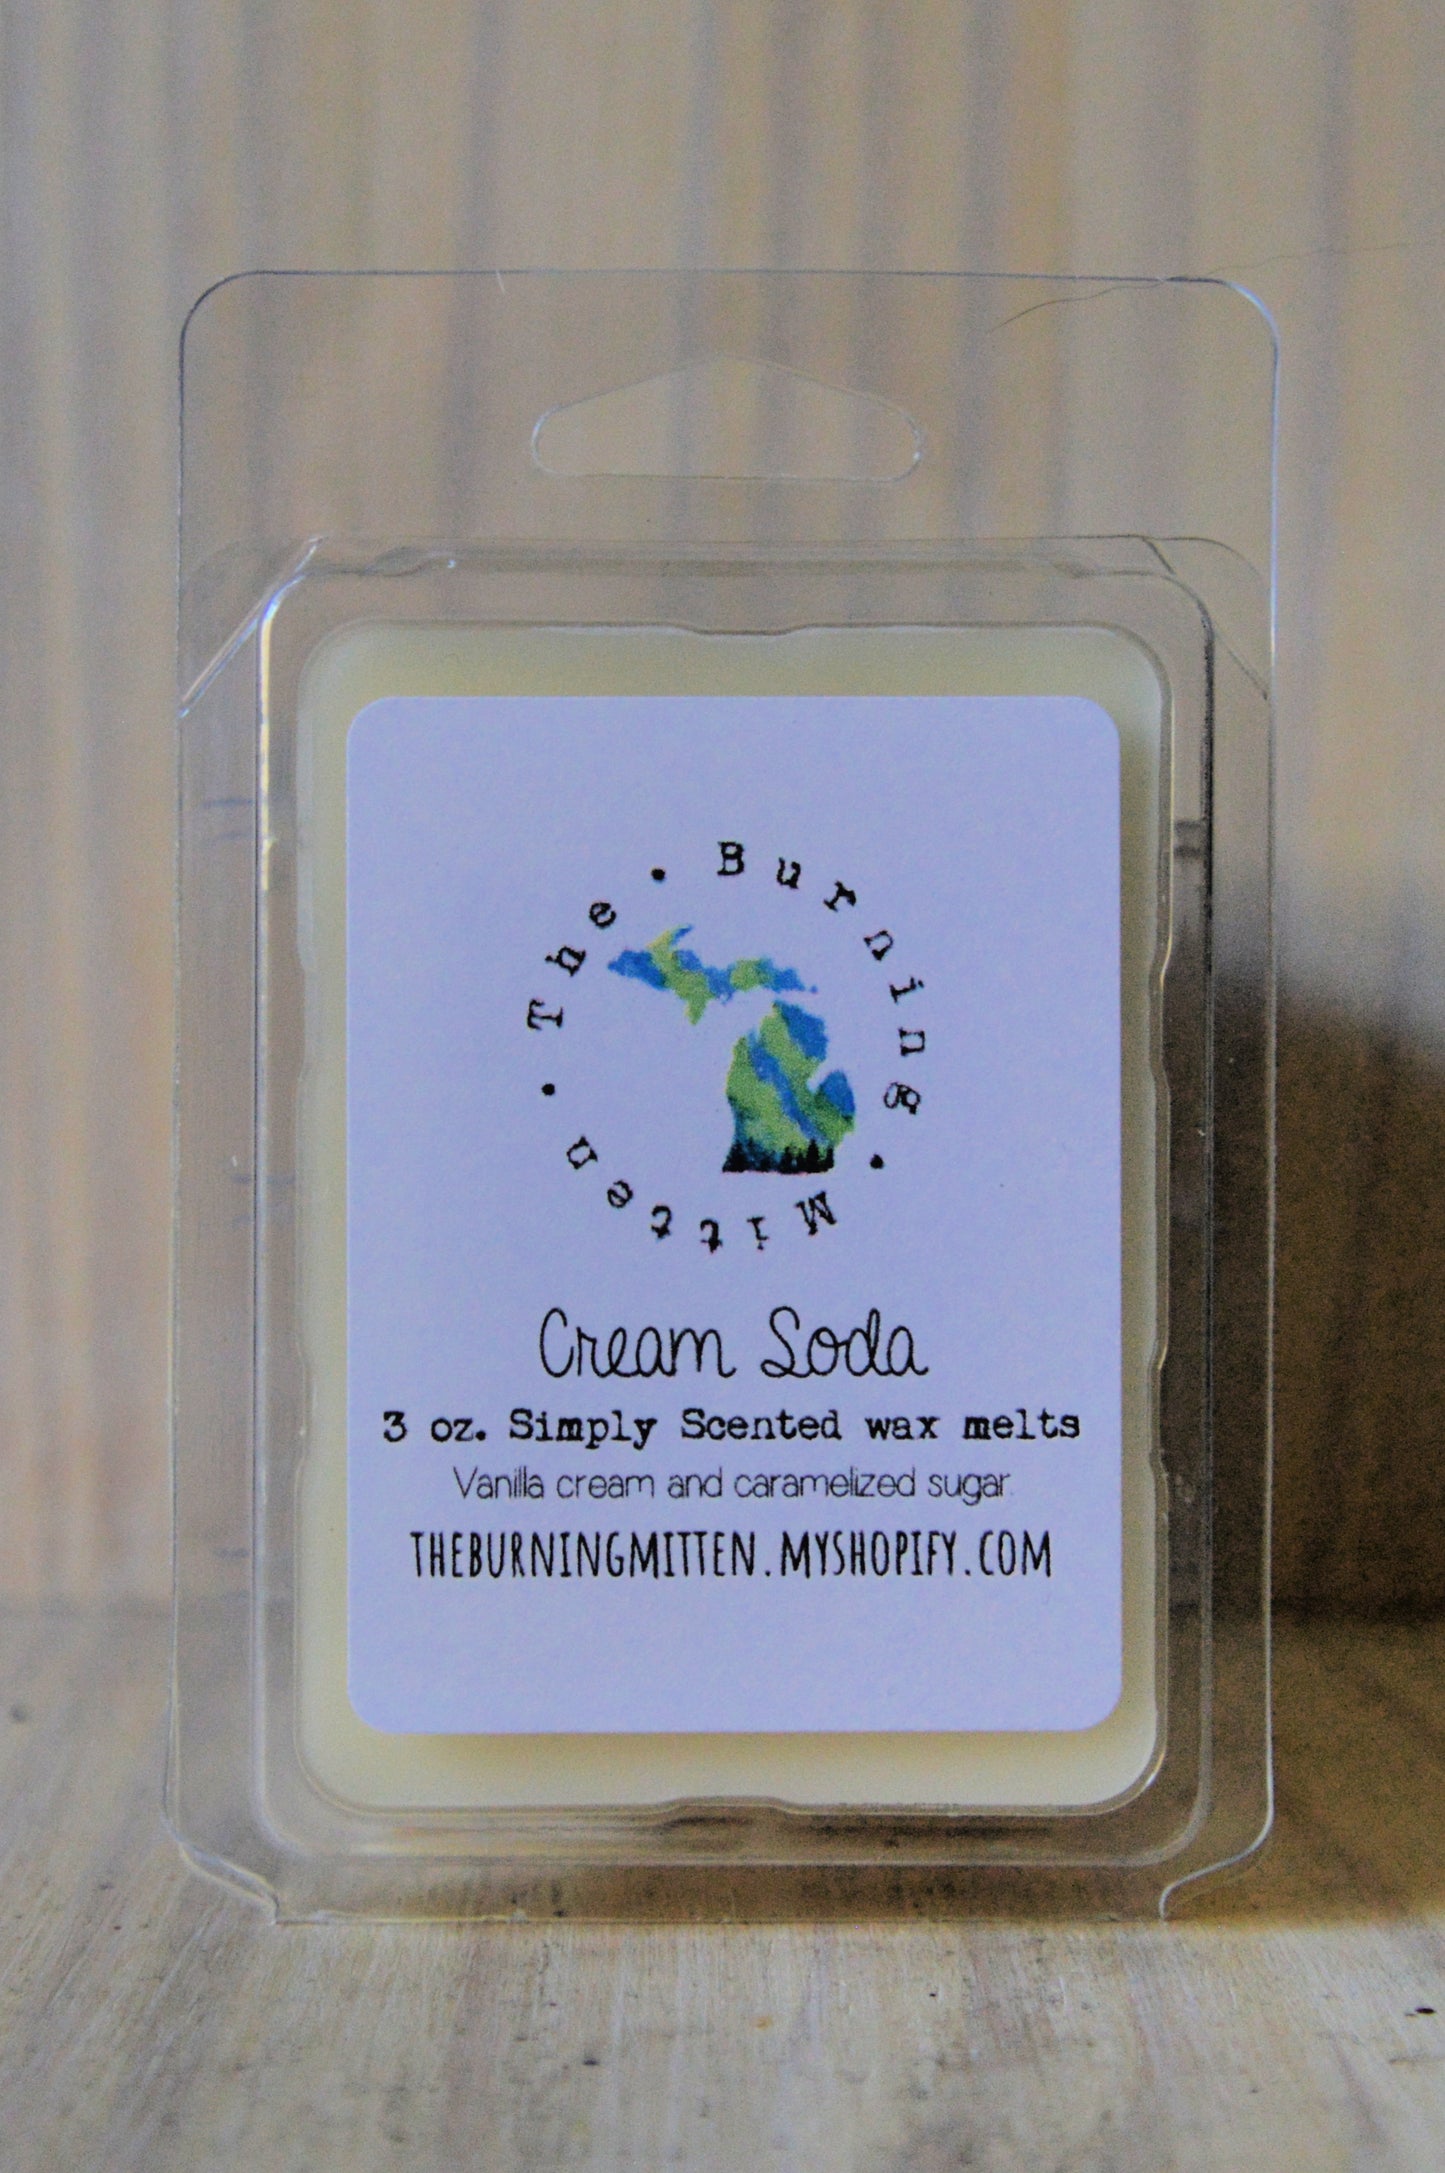 The • Burning • Mitten •
Cream Soda
3 oz. Simply Scented wax melts
Vanilla cream and caramelized sugar
THEBURNINGMITTEN.MYSHOPIFY.COM